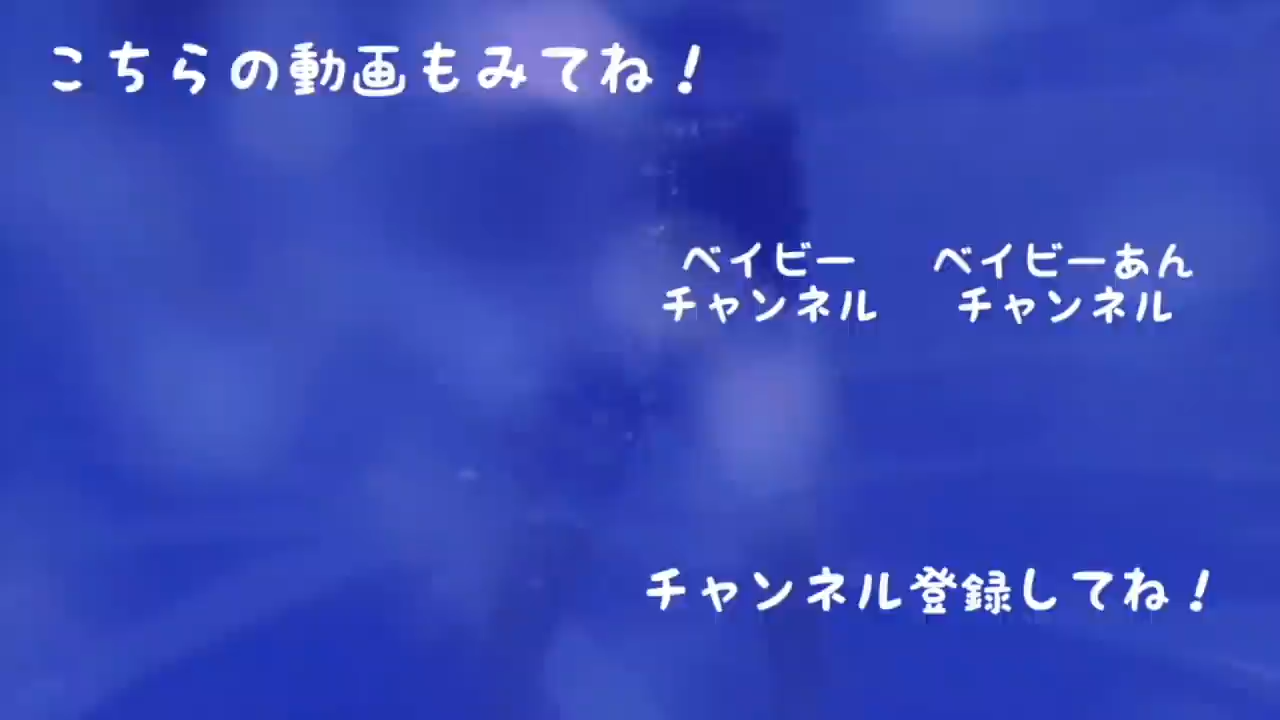 こちらの動画もみてね！
ベイビー
チャンネル
ベイビーあん
チャンネル
チャンネル登録してね！